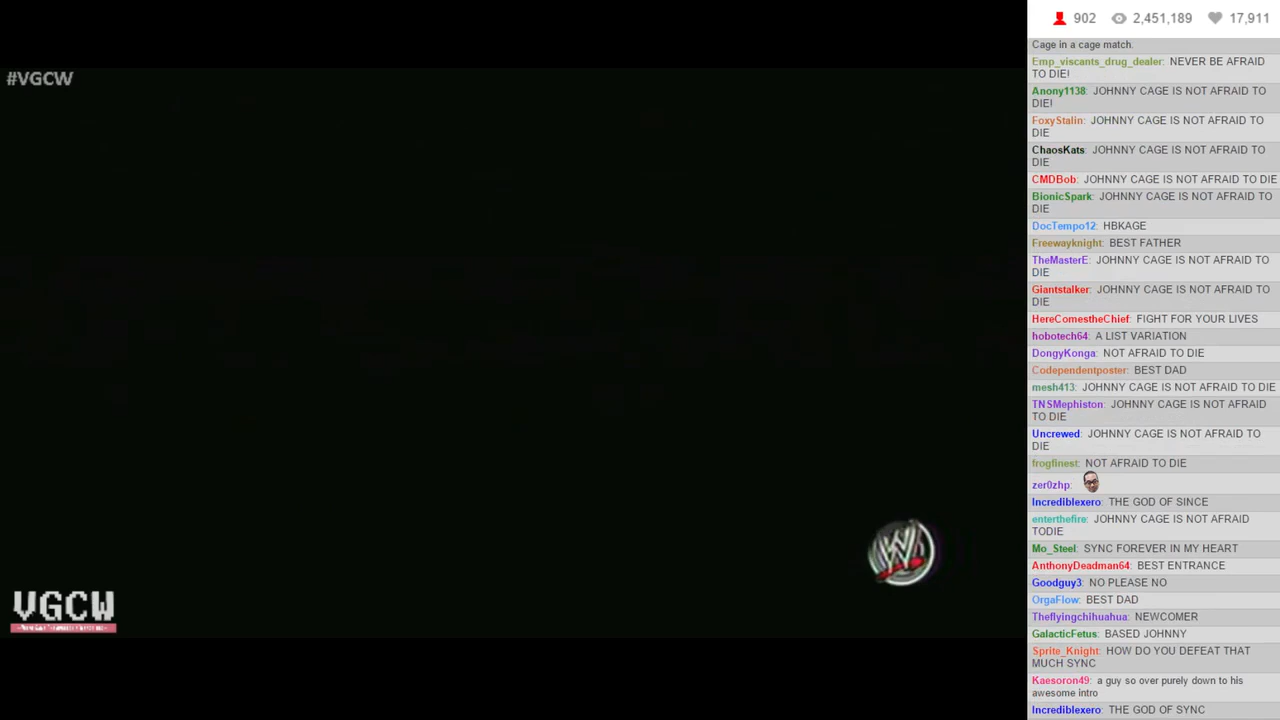 #VGCW
VGCW
902 2,451,189 17,911
Cage in a cage match.
Emp_viscants_drug_dealer: NEVER BE AFRAID
TO DIE!
Anony1138: JOHNNY CAGE IS NOT AFRAID TO
DIE!
FoxyStalin: JOHNNY CAGE IS NOT AFRAID TO
DIE
ChaosKats: JOHNNY CAGE IS NOT AFRAID TO
DIE
CMDBob: JOHNNY CAGE IS NOT AFRAID TO DIE
BionicSpark: JOHNNY CAGE IS NOT AFRAID TO
DIE
DocTempo12: HBKAGE
Freewayknight: BEST FATHER
TheMasterE: JOHNNY CAGE IS NOT AFRAID TO
DIE
Giantstalker: JOHNNY CAGE IS NOT AFRAID TO
DIE
HereComestheChief: FIGHT FOR YOUR LIVES
hobotech64: A LIST VARIATION
DongyKonga: NOT AFRAID TO DIE
Codependentposter: BEST DAD
mesh413: JOHNNY CAGE IS NOT AFRAID TO DIE
TNSMephiston: JOHNNY CAGE IS NOT AFRAID
TO DIE
Uncrewed: JOHNNY CAGE IS NOT AFRAID TO
DIE
frogfinest: NOT AFRAID TO DIE
zer0zhp:
Incrediblexero: THE GOD OF SINCE
enterthefire: JOHNNY CAGE IS NOT AFRAID
TODIE
Mo_Steel: SYNC FOREVER IN MY HEART
AnthonyDeadman64: BEST ENTRANCE
Goodguy3: NO PLEASE NO
OrgaFlow: BEST DAD
Theflyingchihuahua: NEWCOMER
GalacticFetus: BASED JOHNNY
Sprite_Knight: HOW DO YOU DEFEAT THAT
MUCH SYNC
Kaesoron49: a guy so over purely down to his
awesome intro
Incrediblexero: THE GOD OF SYNC